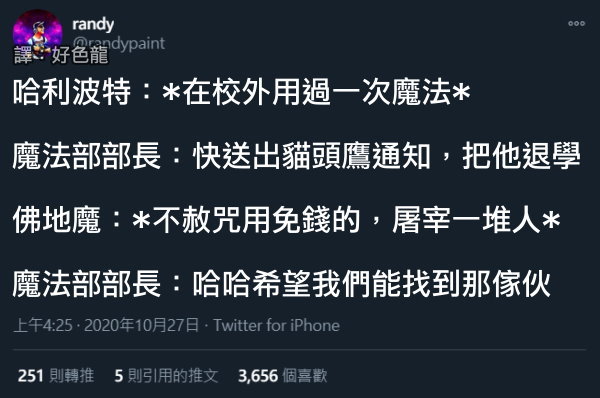 randy
@randypaint
譯：好色龍
哈利波特：*在校外用過一次魔法*
魔法部部長：快送出貓頭鷹通知，把他退學
佛地魔：*不赦咒用免錢的，屠宰一堆人*
魔法部部長：哈哈希望我們能找到那傢伙
上午4:25 · 2020年10月27日 · Twitter for iPhone
251 則轉推 5 則引用的推文 3,656 個喜歡